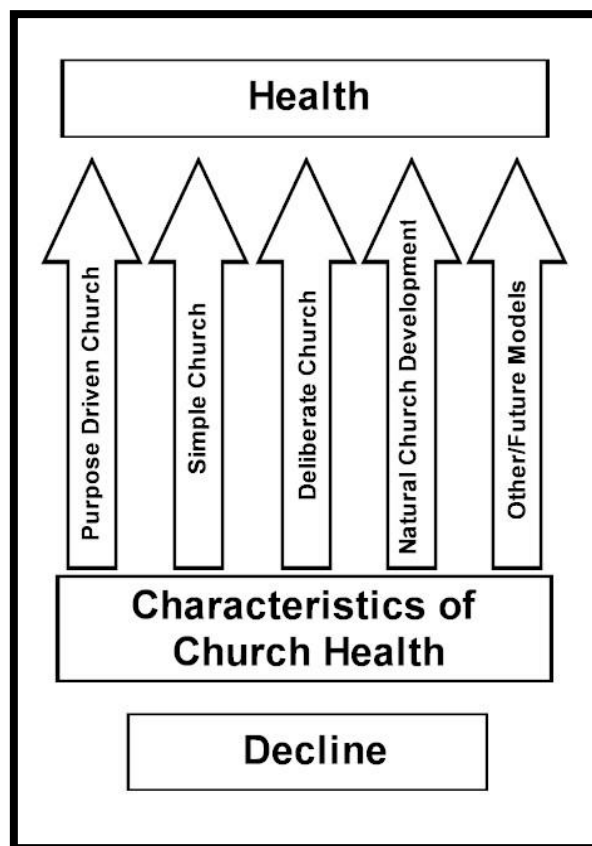 Health
Purpose Driven Church
Simple Church
Deliberate Church
Natural Church Development
Other/Future Models
Characteristics of
Church Health
Decline